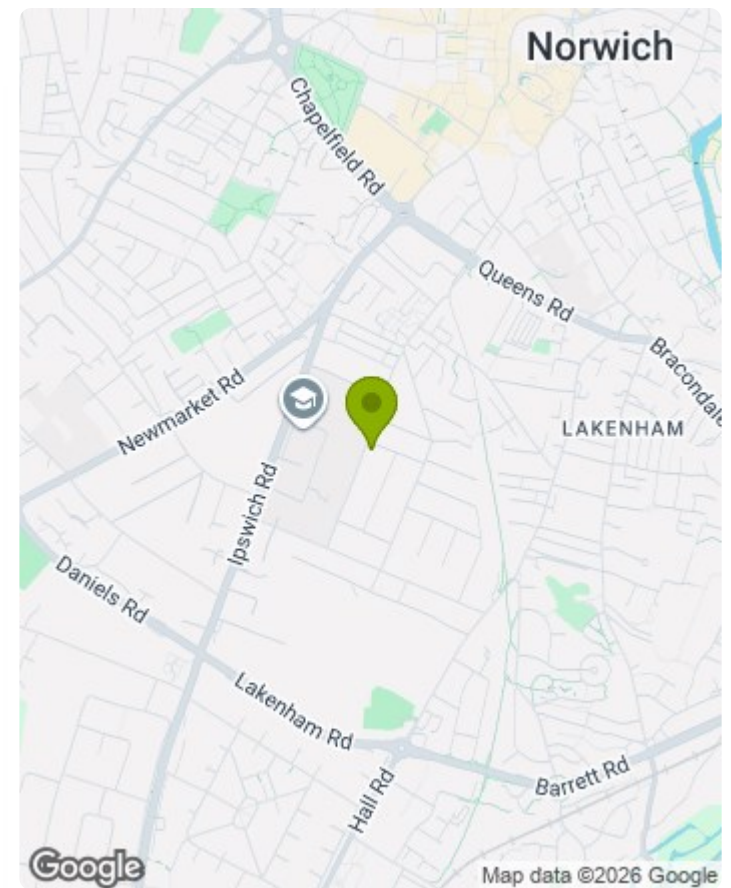 Norwich
Chapelfield Rd
Queens Rd
Bracondale
Newmarket Rd
LAKENHAM
Ipswich Rd
Daniels Rd
Lakenham Rd
Barrett Rd
Hall Rd
Google
Map data ©2026 Google